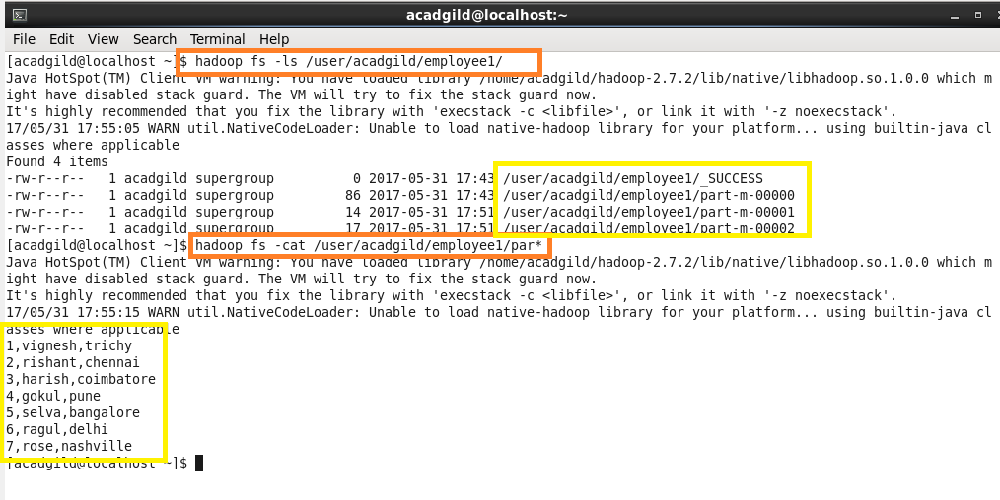 acadgild@localhost:~
File Edit View Search Terminal Help
[acadgild@localhost ~]$ hadoop fs -ls /user/acadgild/employee1/
Java HotSpot(TM) Client VM warning: You have loaded library /home/acadgild/hadoop-2.7.2/lib/native/libhadoop.so.1.0.0 which m
ight have disabled stack guard. The VM will try to fix the stack guard now.
It's highly recommended that you fix the library with 'execstack -c <libfile>', or link it with '-z noexecstack'.
17/05/31 17:55:05 WARN util.NativeCodeLoader: Unable to load native-hadoop library for your platform... using builtin-java cl
asses where applicable
Found 4 items
-rw-r--r--   1 acadgild supergroup          0 2017-05-31 17:43 /user/acadgild/employee1/_SUCCESS
-rw-r--r--   1 acadgild supergroup         86 2017-05-31 17:43 /user/acadgild/employee1/part-m-00000
-rw-r--r--   1 acadgild supergroup         14 2017-05-31 17:51 /user/acadgild/employee1/part-m-00001
-rw-r--r--   1 acadgild supergroup         17 2017-05-31 17:51 /user/acadgild/employee1/part-m-00002
[acadgild@localhost ~]$ hadoop fs -cat /user/acadgild/employee1/par*
Java HotSpot(TM) Client VM warning: You have loaded library /home/acadgild/hadoop-2.7.2/lib/native/libhadoop.so.1.0.0 which m
ight have disabled stack guard. The VM will try to fix the stack guard now.
It's highly recommended that you fix the library with 'execstack -c <libfile>', or link it with '-z noexecstack'.
17/05/31 17:55:15 WARN util.NativeCodeLoader: Unable to load native-hadoop library for your platform... using builtin-java cl
asses where applicable
1,vignesh,trichy
2,rishant,chennai
3,harish,coimbatore
4,gokul,pune
5,selva,bangalore
6,ragul,delhi
7,rose,nashville
[acadgild@localhost ~]$